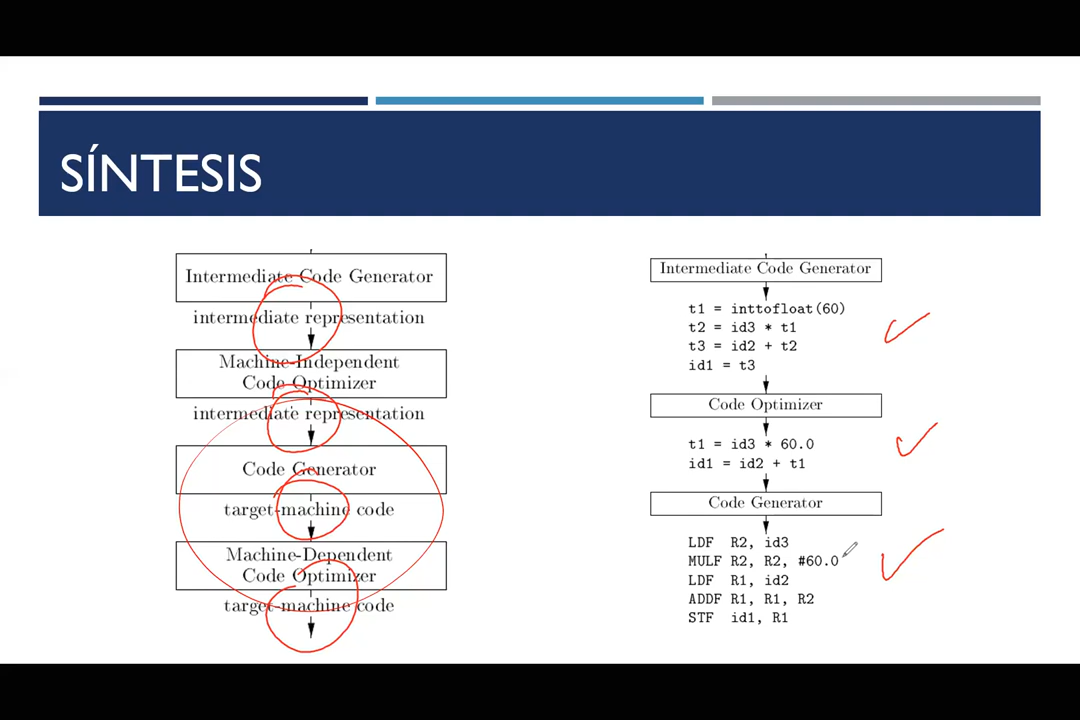 SÍNTESIS
Intermediate Code Generator
intermediate representation
Machine-Independent
Code Optimizer
intermediate representation
Code Generator
target-machine code
Machine-Dependent
Code Optimizer
target-machine code
Intermediate Code Generator
t1 = inttofloat(60)
t2 = id3 * t1
t3 = id2 + t2
id1 = t3
Code Optimizer
t1 = id3 * 60.0
id1 = id2 + t1
Code Generator
LDF R2, id3
MULF R2, R2, #60.0
LDF R1, id2
ADDF R1, R1, R2
STF id1, R1